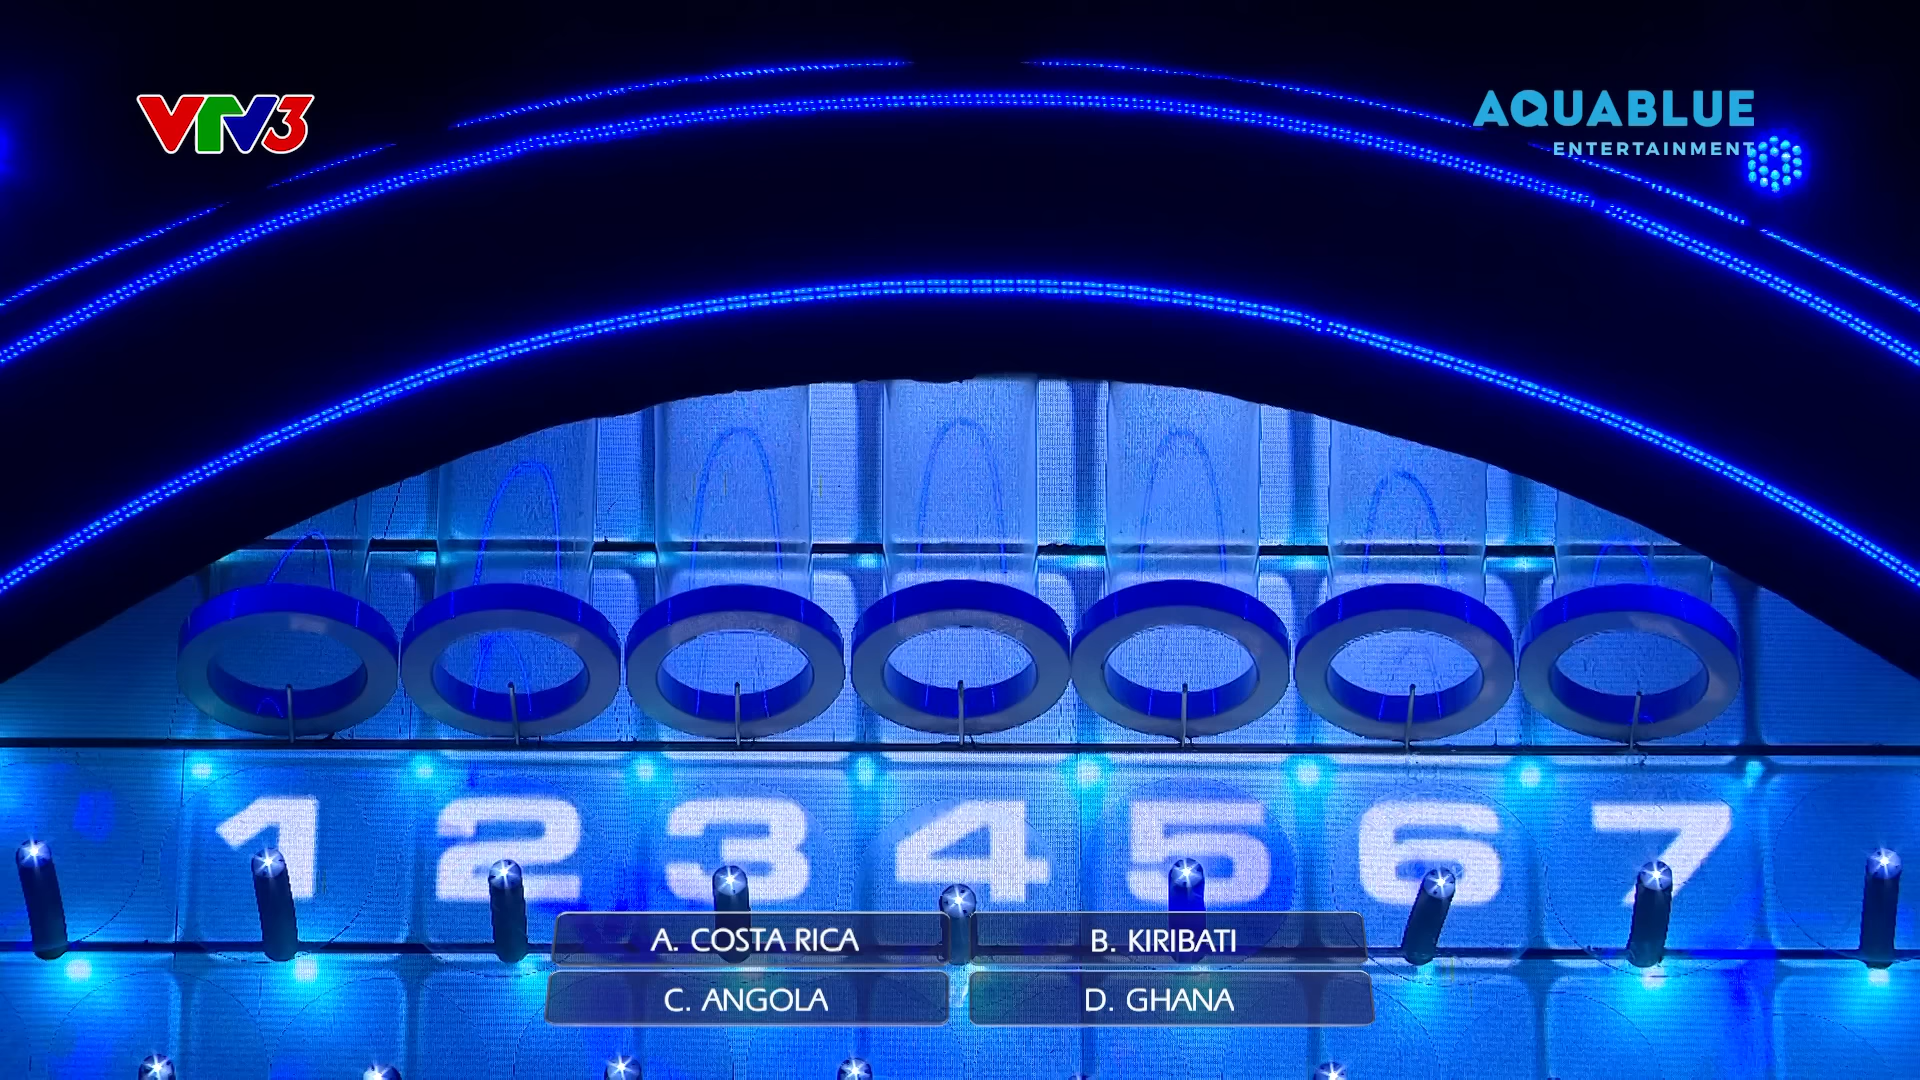 VTV3
AQUABLUE
ENTERTAINMENT
1 2 3 4 5 6 7
A. COSTA RICA
B. KIRIBATI
C. ANGOLA
D. GHANA